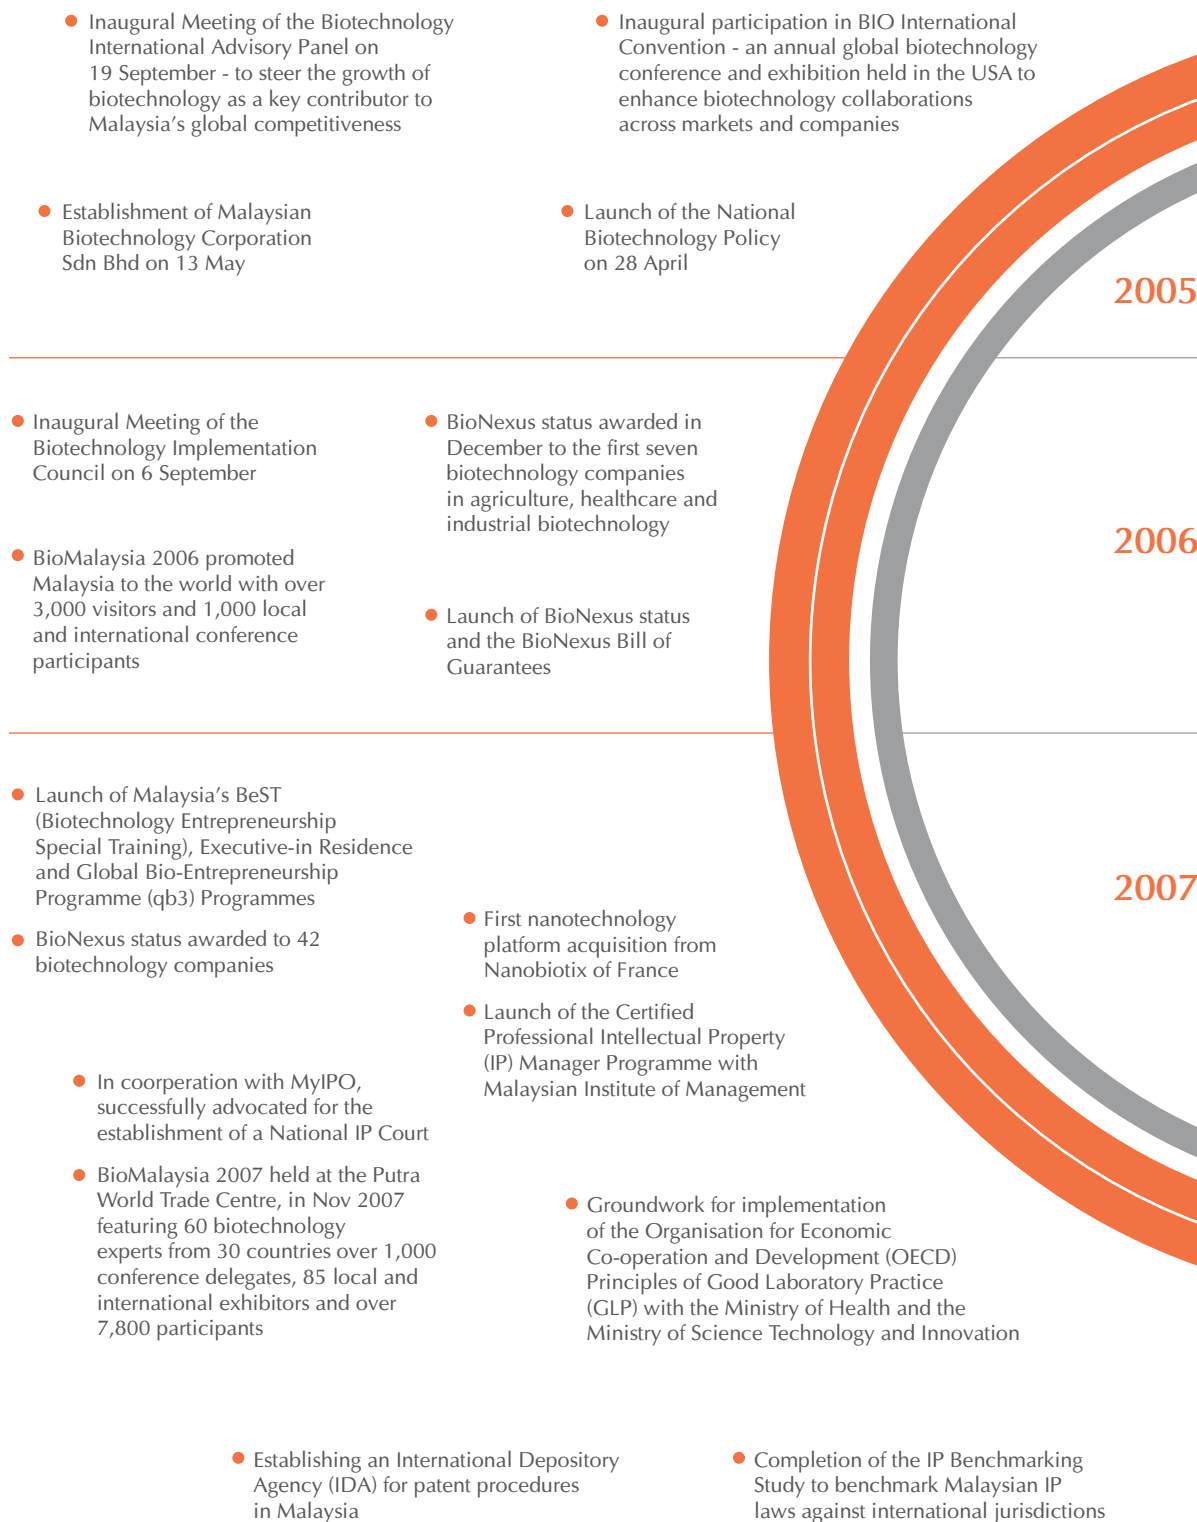 Inaugural Meeting of the Biotechnology
International Advisory Panel on
19 September - to steer the growth of
biotechnology as a key contributor to
Malaysia's global competitiveness
Inaugural participation in BIO International
Convention - an annual global biotechnology
conference and exhibition held in the USA to
enhance biotechnology collaborations
across markets and companies
Establishment of Malaysian
Biotechnology Corporation
Sdn Bhd on 13 May
Launch of the National
Biotechnology Policy
on 28 April
2005
Inaugural Meeting of the
Biotechnology Implementation
Council on 6 September
BioNexus status awarded in
December to the first seven
biotechnology companies
in agriculture, healthcare and
industrial biotechnology
2006
BioMalaysia 2006 promoted
Malaysia to the world with over
3,000 visitors and 1,000 local
and international conference
participants
Launch of BioNexus status
and the BioNexus Bill of
Guarantees
Launch of Malaysia's BeST
(Biotechnology Entrepreneurship
Special Training), Executive-in Residence
and Global Bio-Entrepreneurship
Programme (qb3) Programmes
2007
BioNexus status awarded to 42
biotechnology companies
First nanotechnology
platform acquisition from
Nanobiotix of France
Launch of the Certified
Professional Intellectual Property
(IP) Manager Programme with
Malaysian Institute of Management
In coorperation with MyIPO,
successfully advocated for the
establishment of a National IP Court
BioMalaysia 2007 held at the Putra
World Trade Centre, in Nov 2007
featuring 60 biotechnology
experts from 30 countries over 1,000
conference delegates, 85 local and
international exhibitors and over
7,800 participants
Groundwork for implementation
of the Organisation for Economic
Co-operation and Development (OECD)
Principles of Good Laboratory Practice
(GLP) with the Ministry of Health and the
Ministry of Science Technology and Innovation
Establishing an International Depository
Agency (IDA) for patent procedures
in Malaysia
Completion of the IP Benchmarking
Study to benchmark Malaysian IP
laws against international jurisdictions